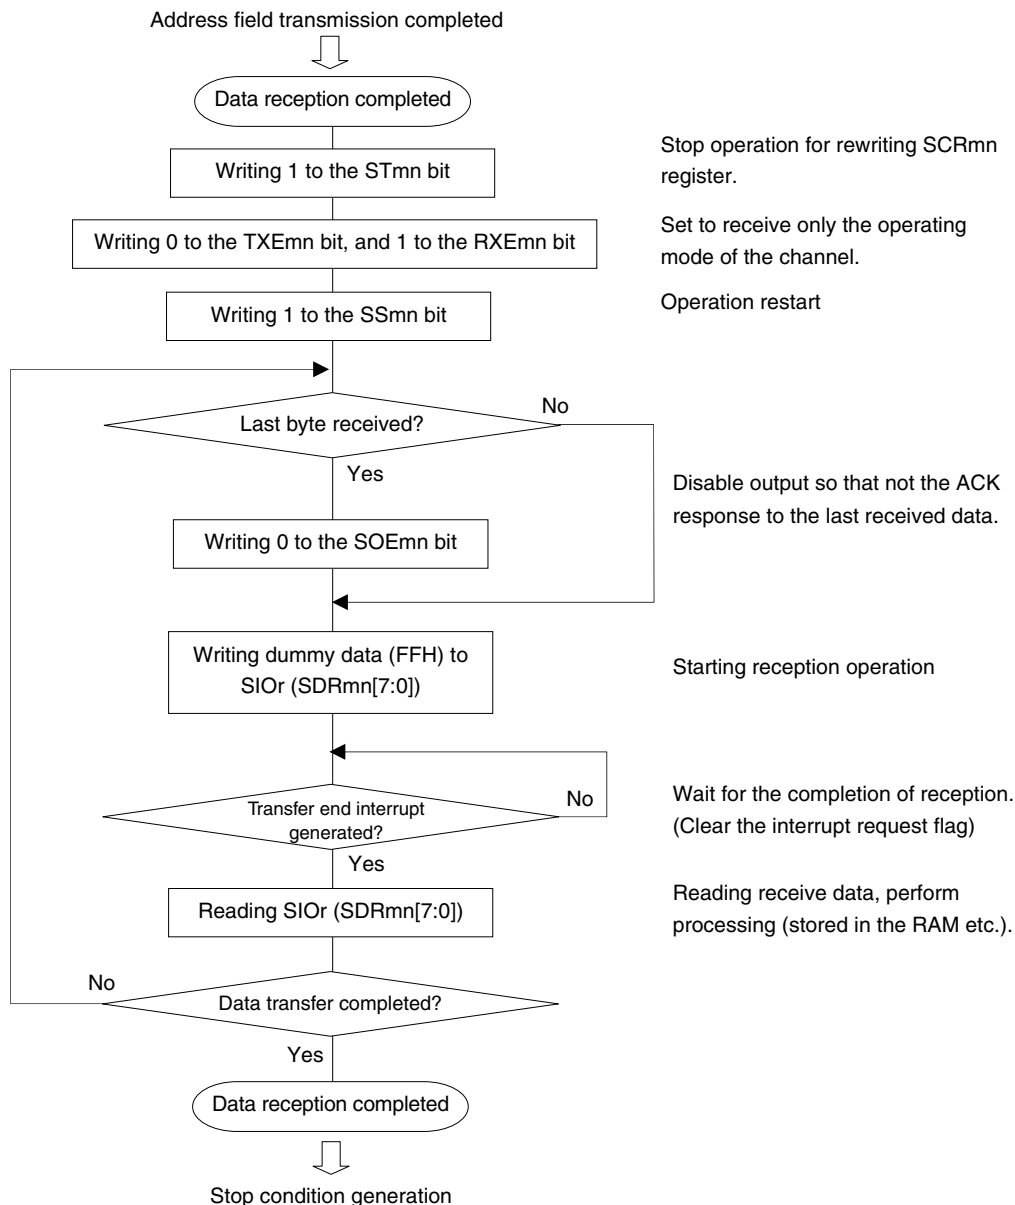 Address field transmission completed
Data reception completed
Writing 1 to the STmn bit
Stop operation for rewriting SCRmn
register.
Writing 0 to the TXEmn bit, and 1 to the RXEmn bit
Set to receive only the operating
mode of the channel.
Writing 1 to the SSmn bit
Operation restart
Last byte received?
No
Yes
Disable output so that not the ACK
response to the last received data.
Writing 0 to the SOEmn bit
Writing dummy data (FFH) to
SIOr (SDRmn[7:0])
Starting reception operation
Transfer end interrupt
generated?
No
Wait for the completion of reception.
(Clear the interrupt request flag)
Yes
Reading SIOr (SDRmn[7:0])
Reading receive data, perform
processing (stored in the RAM etc.).
No
Data transfer completed?
Yes
Data reception completed
Stop condition generation